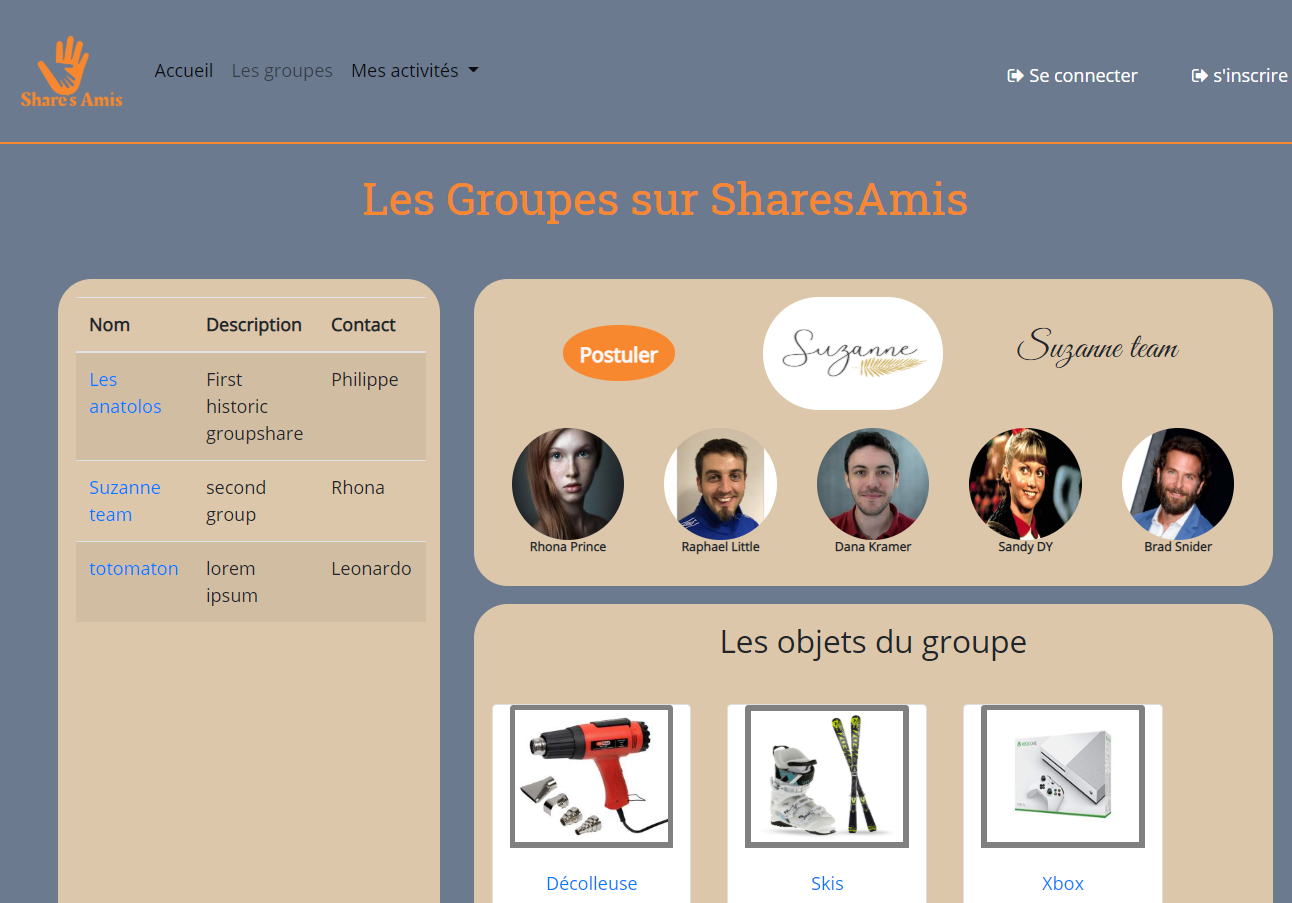 Share's Amis
Accueil Les groupes Mes activités
Se connecter s'inscrire
Les Groupes sur SharesAmis
Nom Description Contact
Les anatolos First historic groupshare Philippe
Suzanne team second group Rhona
totomaton lorem ipsum Leonardo
Postuler
Suzanne
Suzanne team
Rhona Prince
Raphael Little
Dana Kramer
Sandy DY
Brad Snider
Les objets du groupe
XBOX ONE
Décolleuse
Skis
Xbox